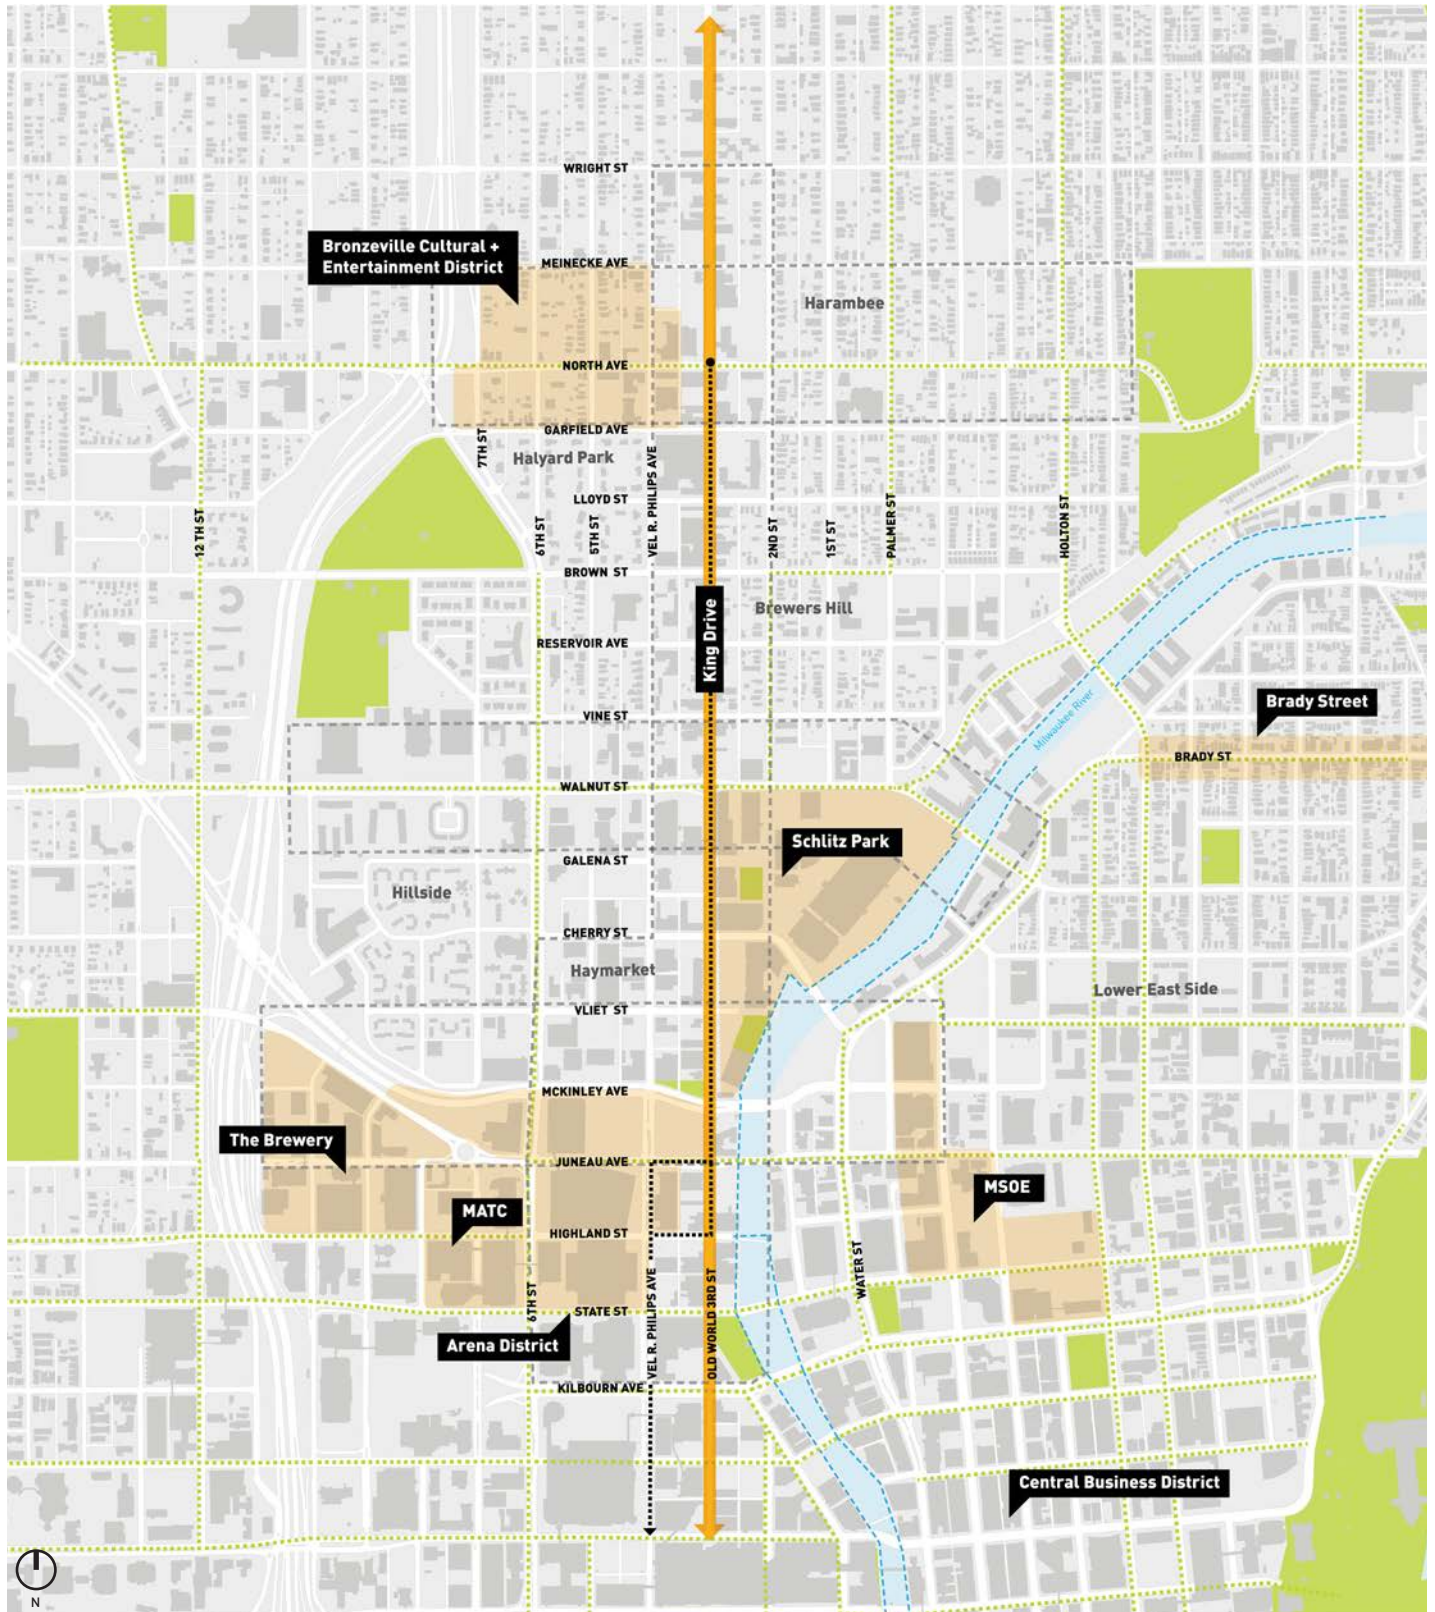 WRIGHT ST
Bronzeville Cultural +
Entertainment District
MEINECKE AVE
Harambee
NORTH AVE
GARFIELD AVE
7TH ST
Halyard Park
VEL R. PHILIPS AVE
LLOYD ST
12 TH ST
6TH ST
5TH ST
2ND ST
1ST ST
PALMER ST
HOLTON ST
BROWN ST
King Drive
Brewers Hill
RESERVOIR AVE
Brady Street
VINE ST
Milwaukee River
BRADY ST
WALNUT ST
Schlitz Park
GALENA ST
Hillside
CHERRY ST
Haymarket
Lower East Side
VLIET ST
MCKINLEY AVE
The Brewery
JUNEAU AVE
MATC
MSOE
HIGHLAND ST
WATER ST
6TH ST
VEL R. PHILIPS AVE
OLD WORLD 3RD ST
STATE ST
Arena District
KILBOURN AVE
Central Business District
N